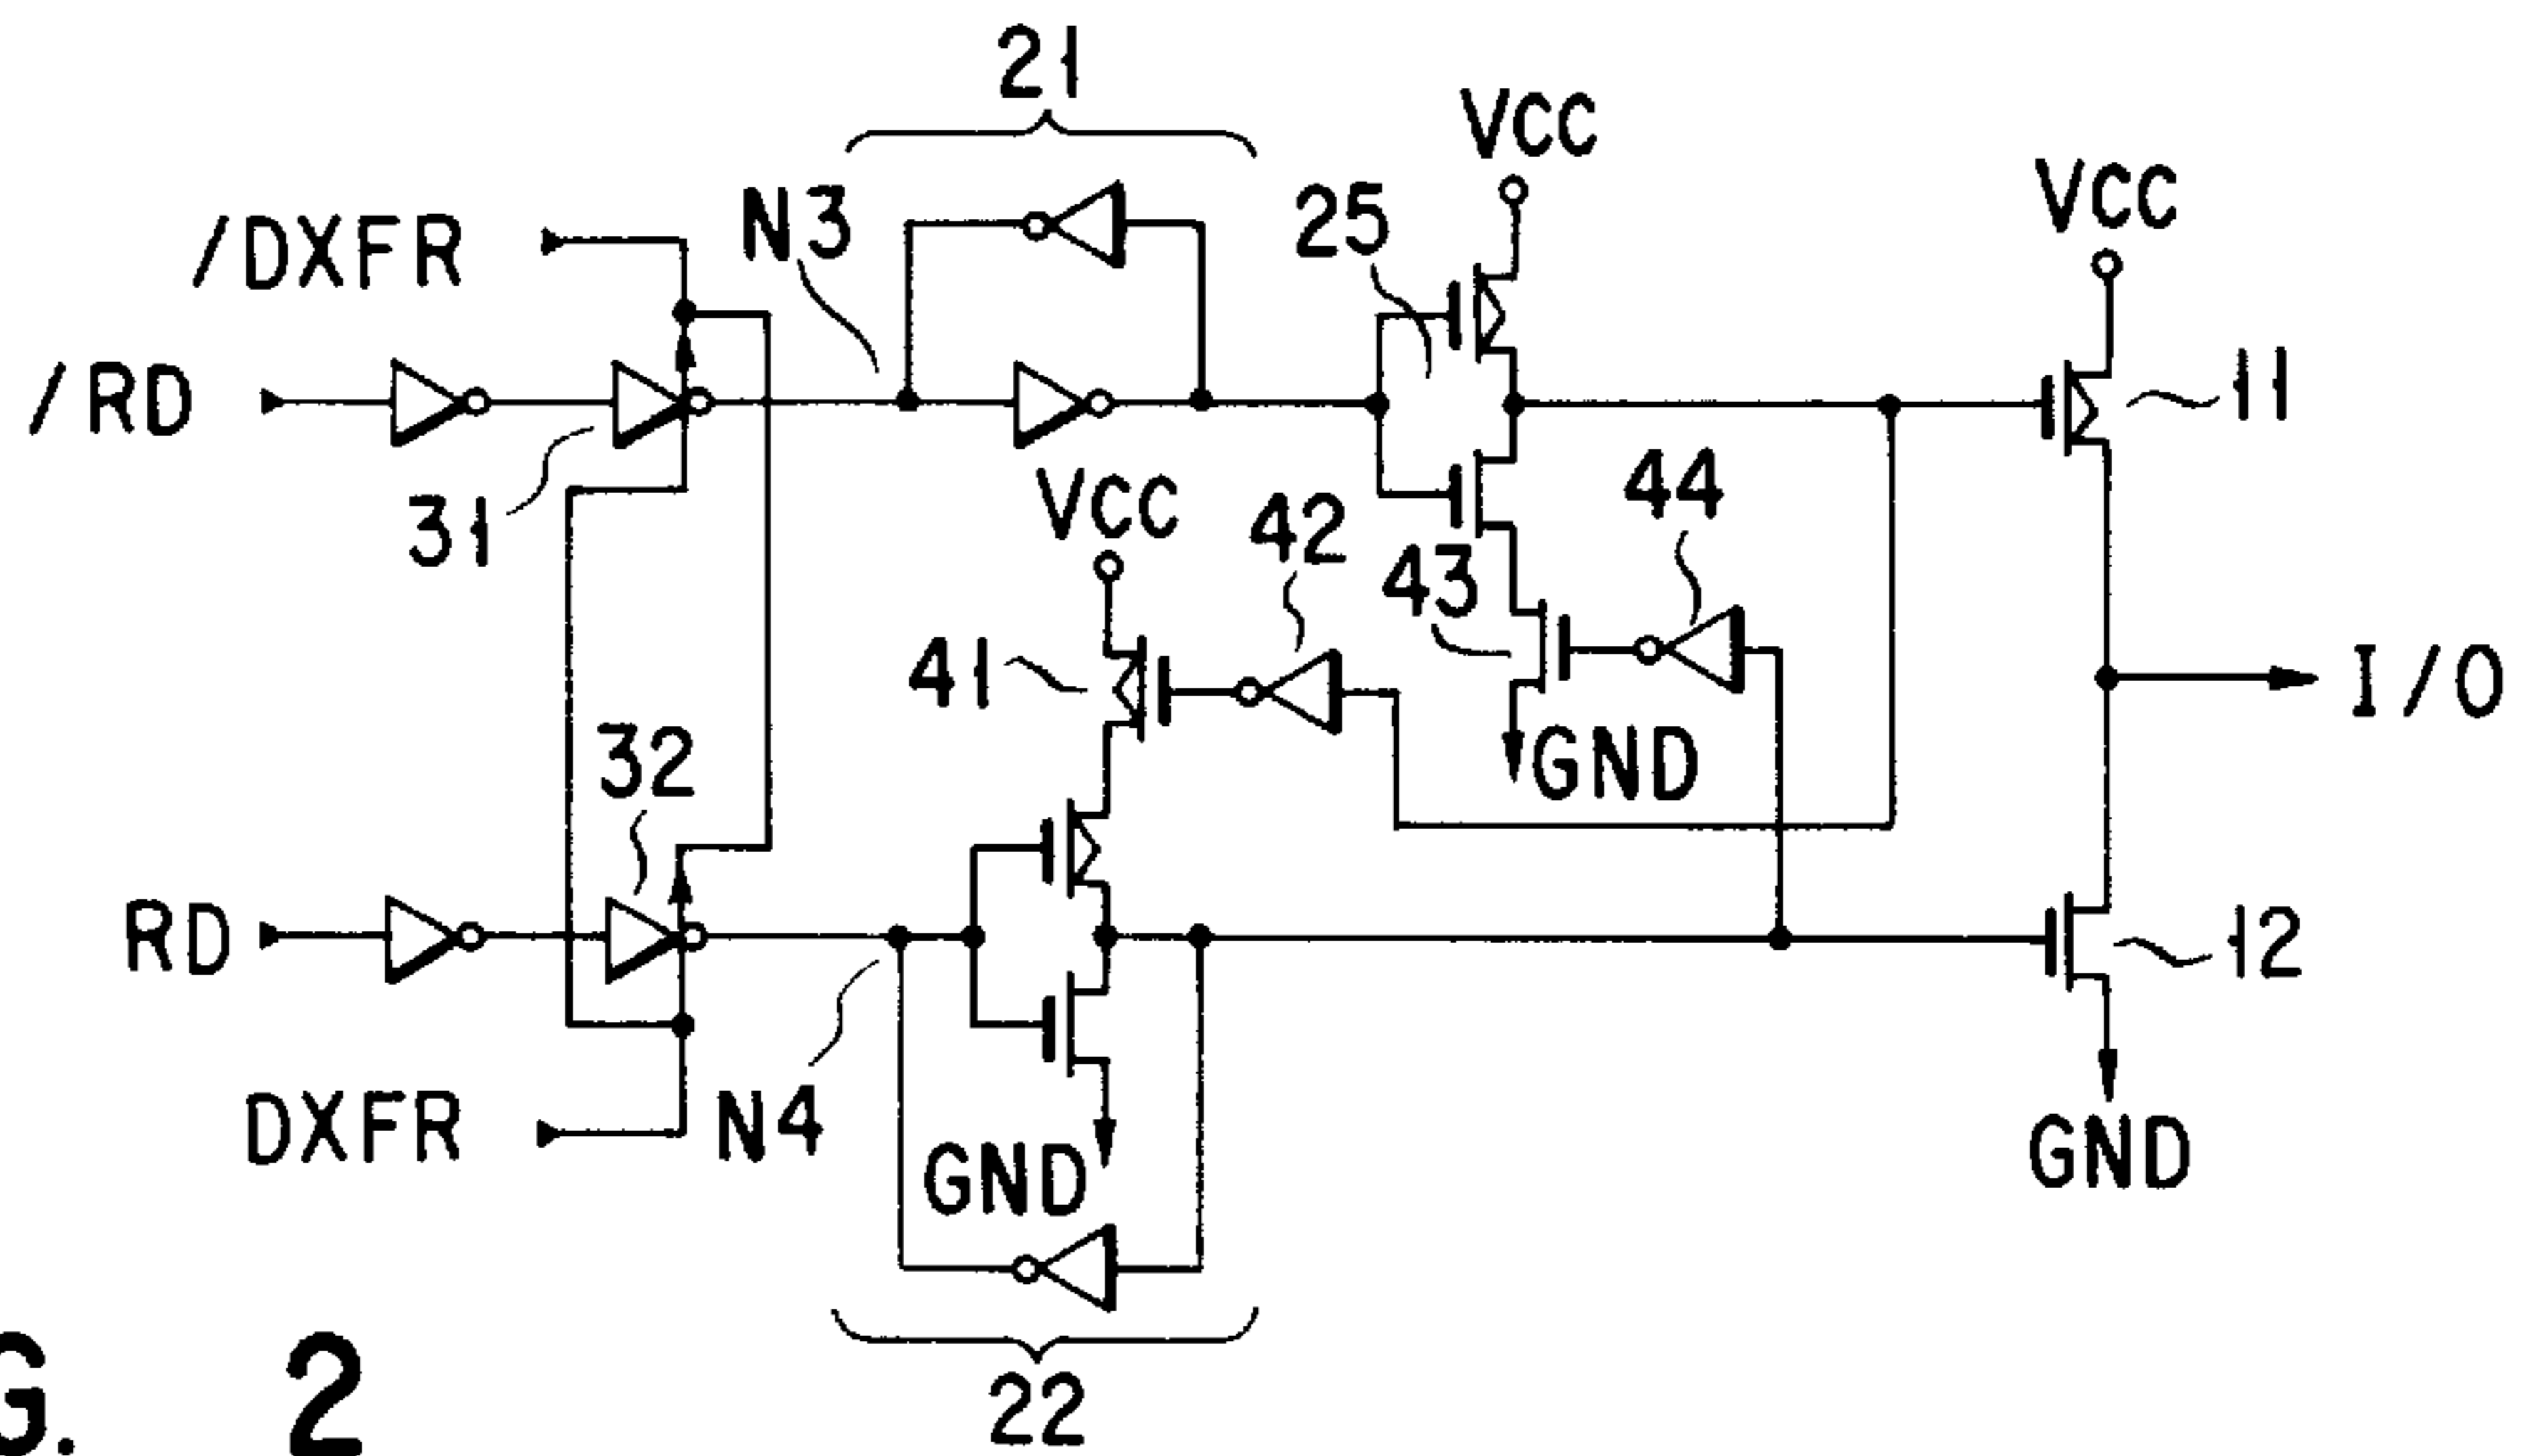 21
VCC
VCC
N3
25
/DXFR
/RD
11
31
VCC
42
44
43
41
I/O
32
GND
RD
12
DXFR
N4
GND
GND
22
G. 2